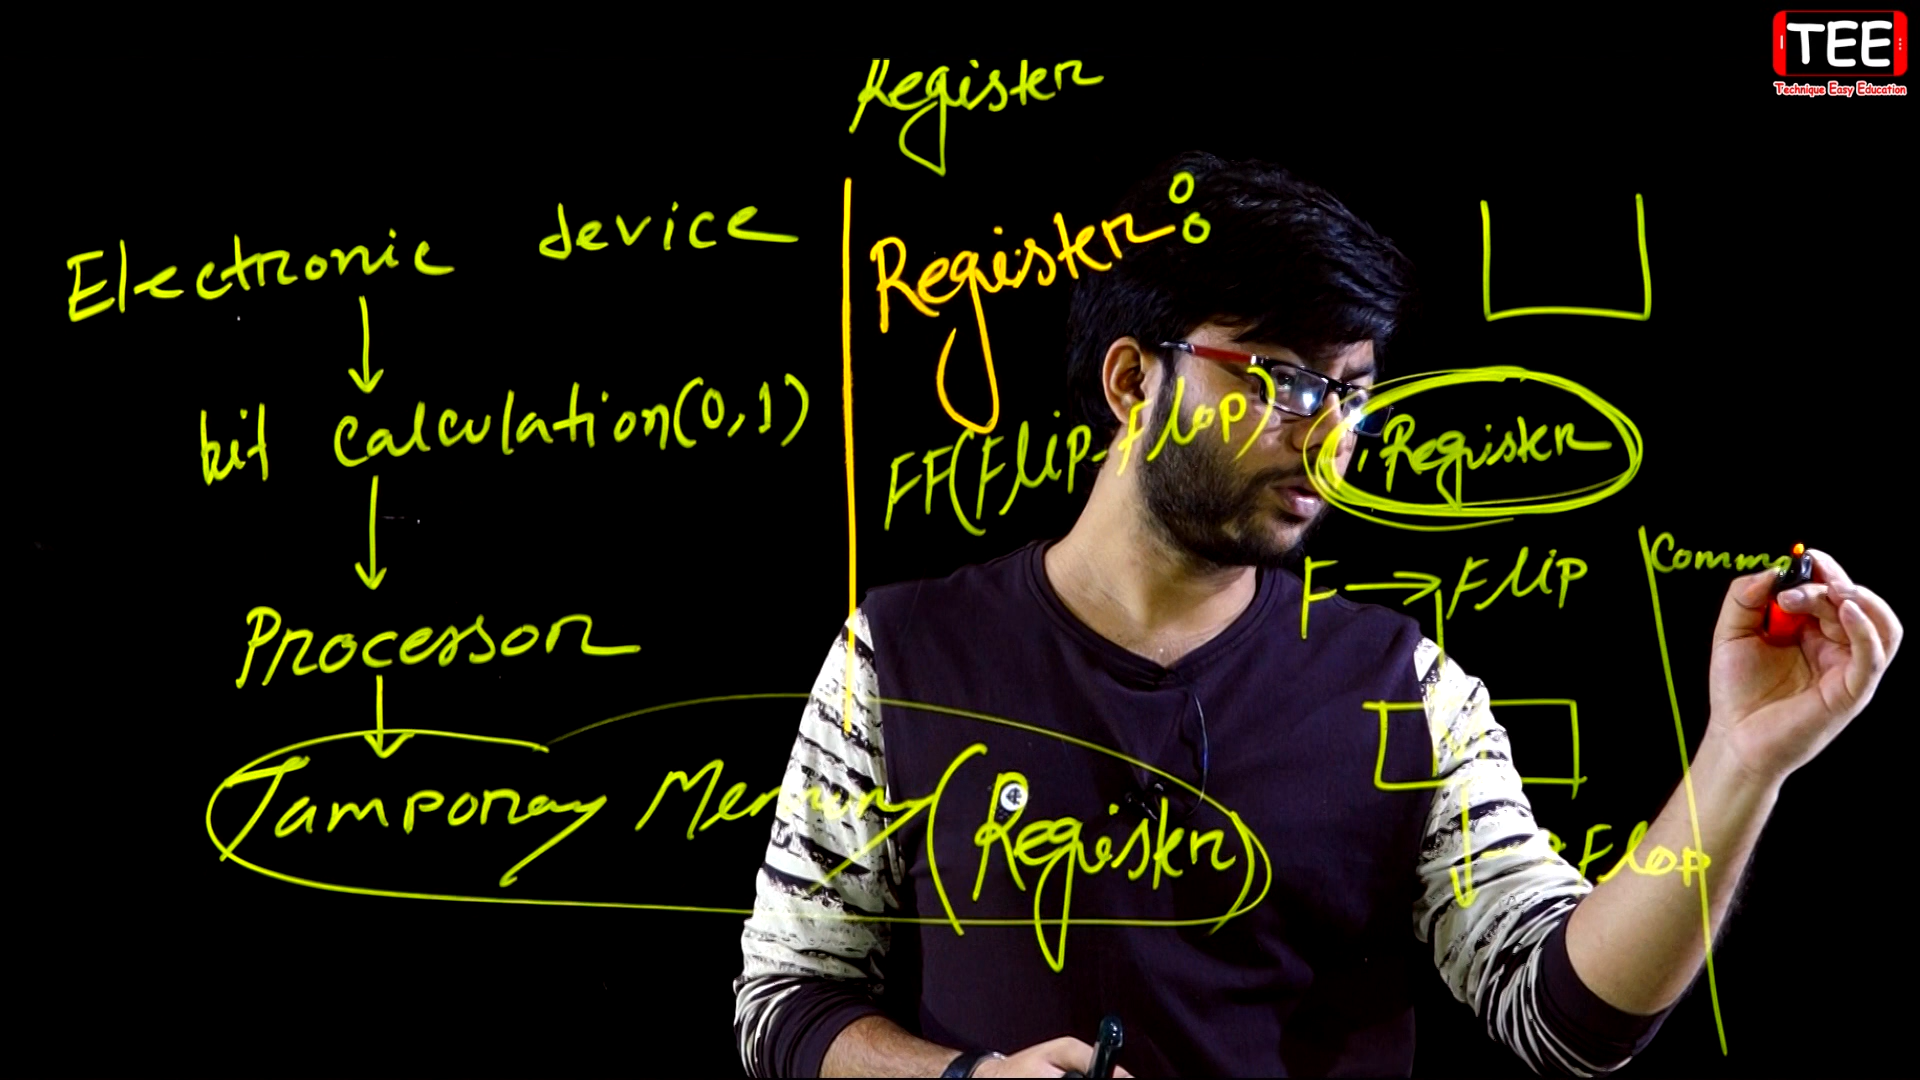 TEE
Technique Easy Education
Register
Electronic device
bit calculation(0,1)
Processor
Tamporary Memory (Register)
Register:
FF(Flip-Flop)
Register
F → Flip
Flop
Comma